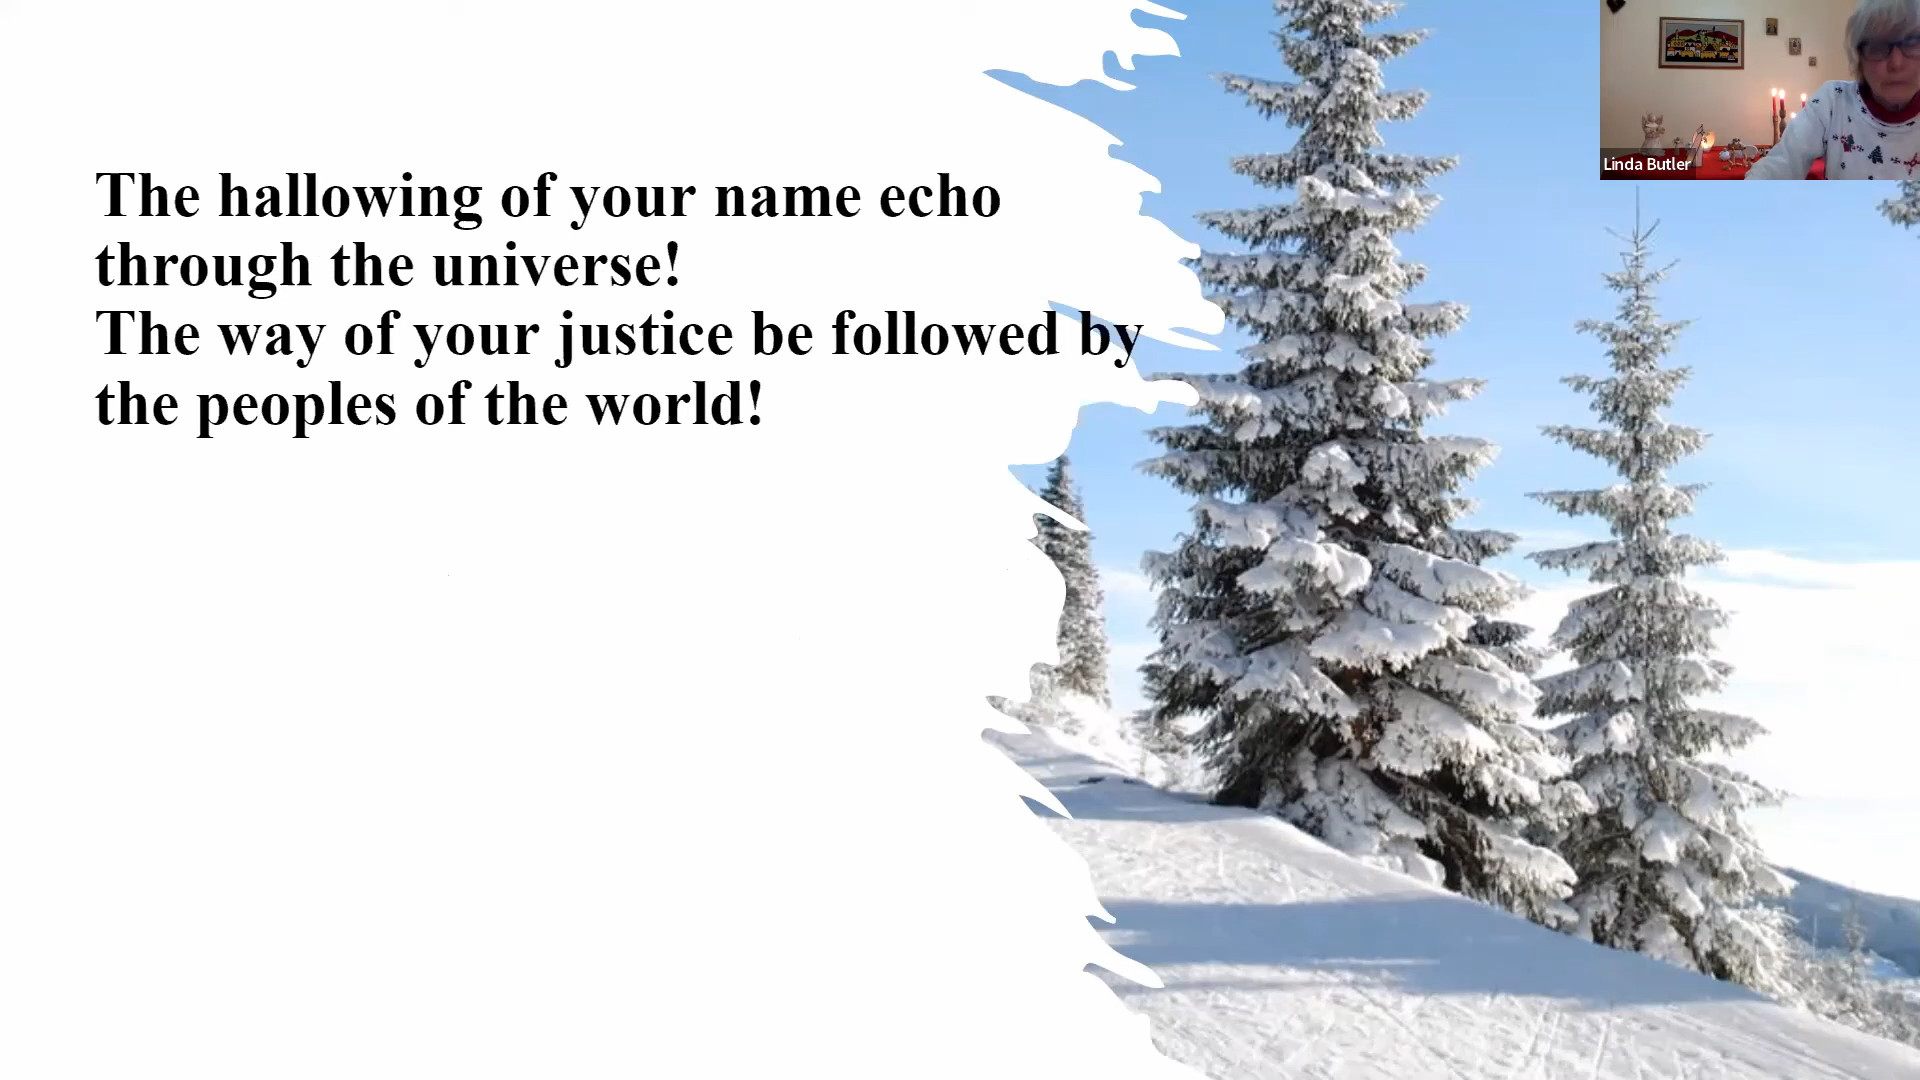 The hallowing of your name echo
through the universe!
The way of your justice be followed by
the peoples of the world!
Linda Butler